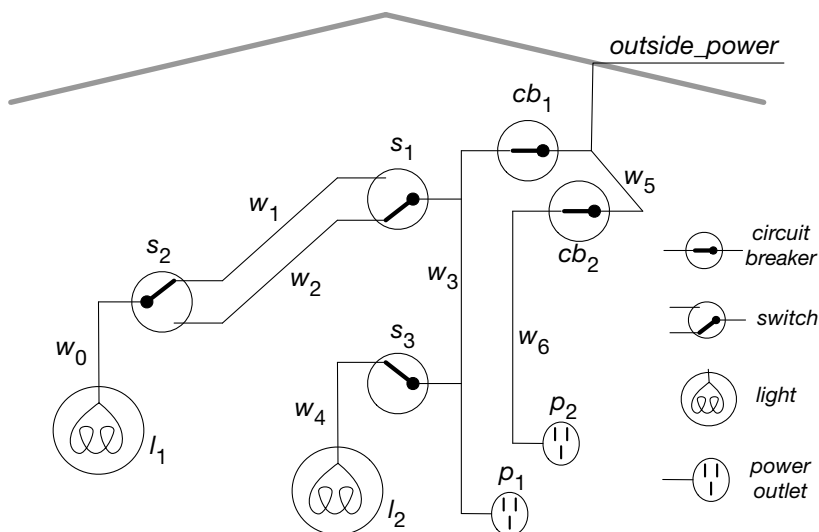 outside_power
cb1
s1
w5
w1
s2
cb2
circuit
breaker
w2
w3
switch
s3
w0
w6
w4
light
p2
l1
p1
power
outlet
l2